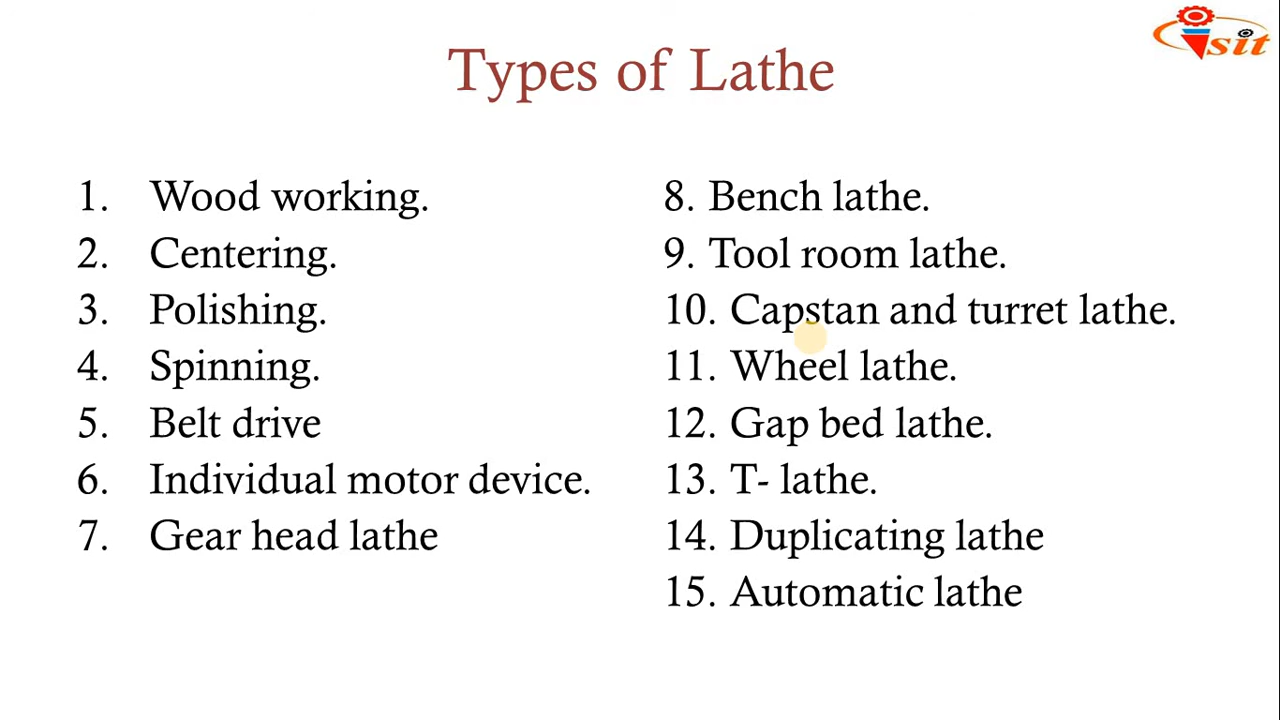 Types of Lathe
1. Wood working.
2. Centering.
3. Polishing.
4. Spinning.
5. Belt drive
6. Individual motor device.
7. Gear head lathe
8. Bench lathe.
9. Tool room lathe.
10. Capstan and turret lathe.
11. Wheel lathe.
12. Gap bed lathe.
13. T- lathe.
14. Duplicating lathe
15. Automatic lathe